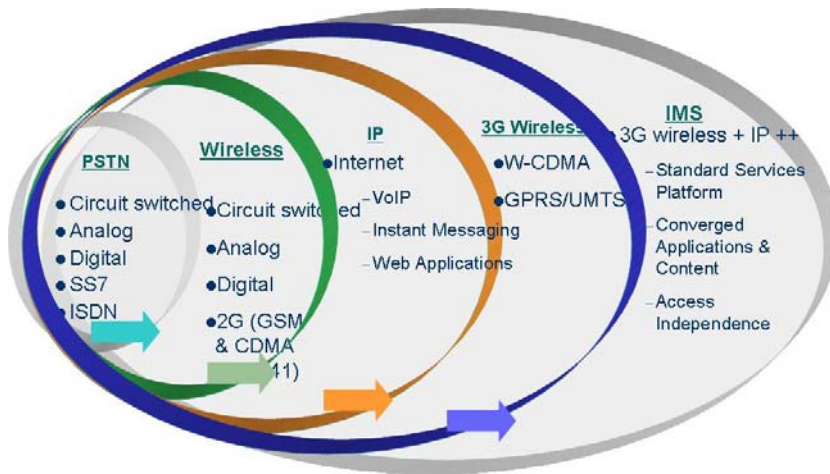 PSTN
● Circuit switched
● Analog
● Digital
● SS7
● ISDN
Wireless
● Circuit switched
● Analog
● Digital
● 2G (GSM
& CDMA
41)
IP
● Internet
– VoIP
– Instant Messaging
– Web Applications
3G Wireless
● W-CDMA
● GPRS/UMTS
IMS
● 3G wireless + IP ++
– Standard Services
Platform
– Converged
Applications &
Content
– Access
Independence